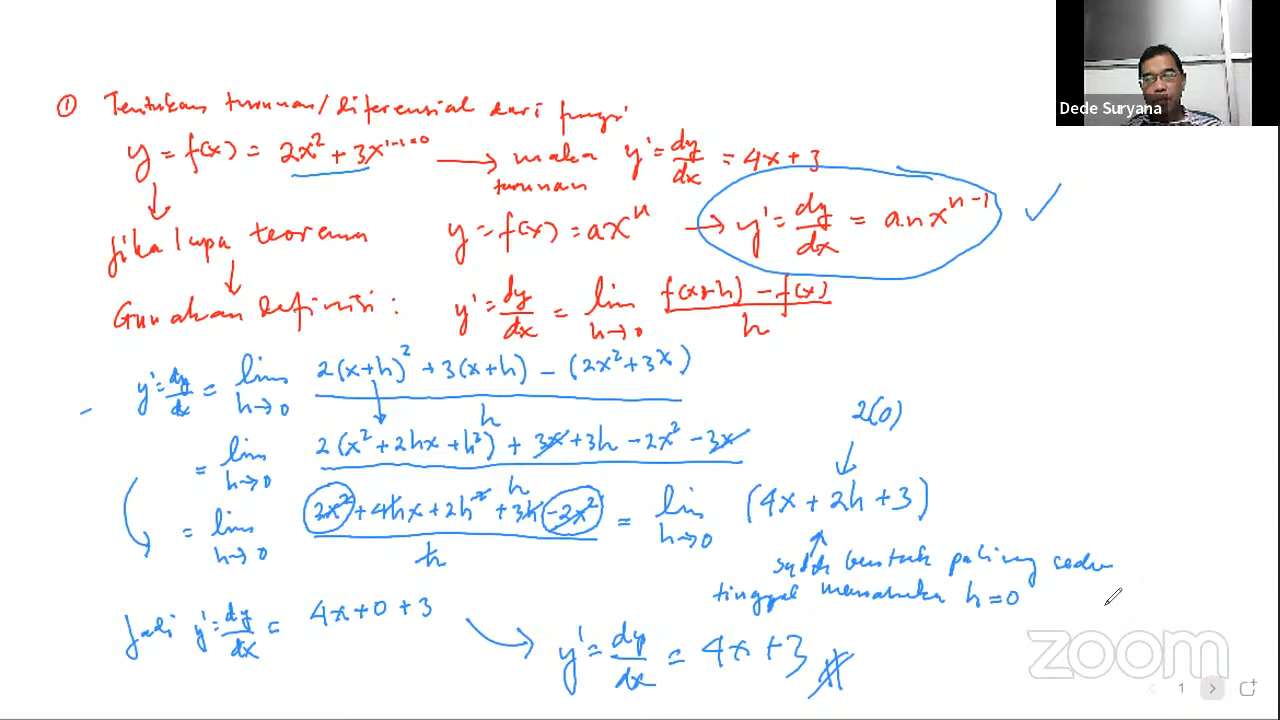 Dede Suryana
① Tentukan turunan/diferensial dari fungsi
y = f(x) = 2x² + 3x¹⁻¹⁼⁰ → maka turunan y' = dy/dx = 4x + 3
Jika lupa teorema y = f(x) = ax^n → y' = dy/dx = a.n x^(n-1) ✓
Gunakan definisi : y' = dy/dx = lim h→0 (f(x+h) - f(x))/h
y' = dy/dx = lim h→0 (2(x+h)² + 3(x+h) - (2x²+3x))/h
2(0)
= lim h→0 (2(x² + 2hx + h²) + 3x + 3h - 2x² - 3x)/h
= lim h→0 (2x² + 4hx + 2h² + 3h - 2x²)/h = lim h→0 (4x + 2h + 3)
sudah bentuk paling
tinggal h = 0
Jadi y' = dy/dx = 4x + 0 + 3
→ y' = dy/dx = 4x + 3 #
zoom
1